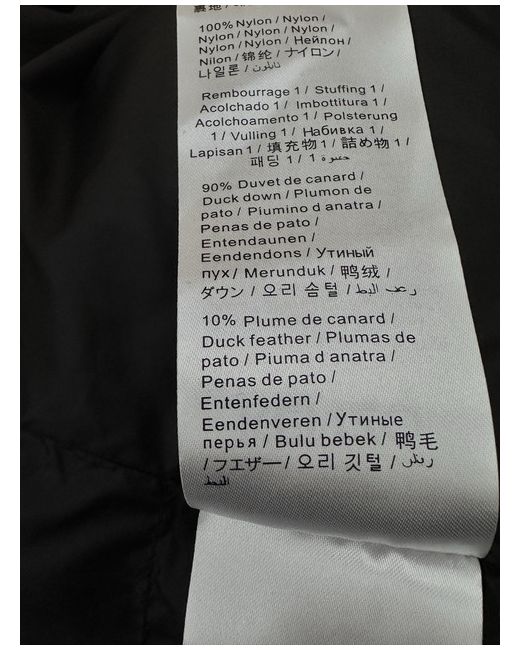 裏地 /
100% Nylon / Nylon /
Nylon / Nylon / Nylon /
Nylon / Nylon / Нейлон /
Nilon / 锦纶 / ナイロン /
나일론 / نايلون
Rembourrage 1 / Stuffing 1 /
Acolchado 1 / Imbottitura 1 /
Acolchoamento 1 / Polsterung
1 / Vulling 1 / Набивка 1 /
Lapisan 1 / 填充物 1 / 詰め物 1 /
패딩 1 / 1 حشوة
90% Duvet de canard /
Duck down / Plumon de
pato / Piumino d anatra /
Penas de pato /
Entendaunen /
Eendendons / Утиный
пух / Merunduk / 鸭绒 /
ダウン / 오리 솜털 / زغب البط
10% Plume de canard /
Duck feather / Plumas de
pato / Piuma d anatra /
Penas de pato /
Entenfedern /
Eendenveren / Утиные
перья / Bulu bebek / 鸭毛
/ フェザー / 오리 깃털 / ريش
البط